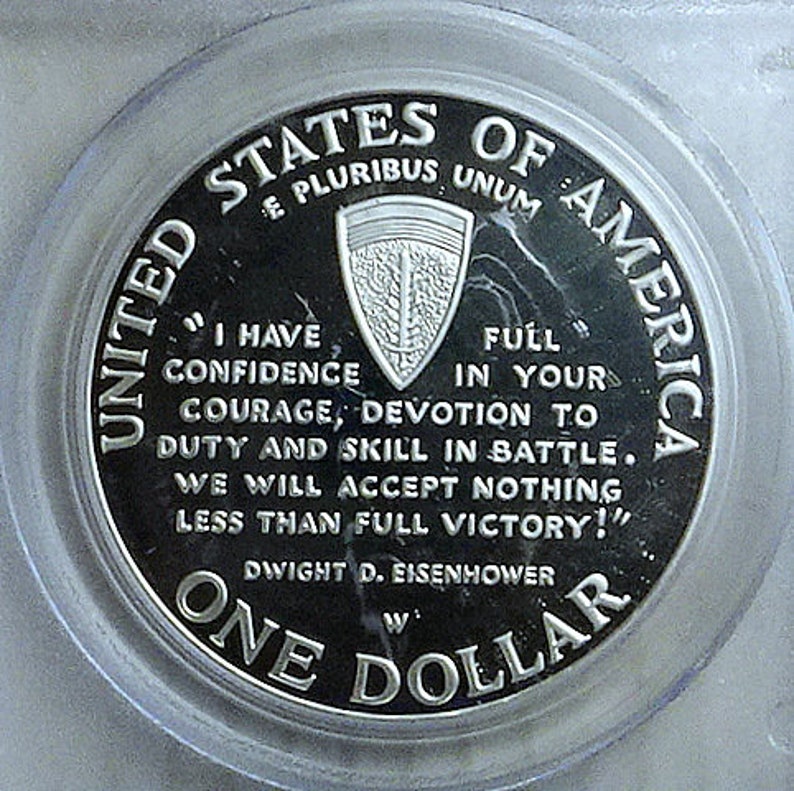 UNITED STATES OF AMERICA
E PLURIBUS UNUM
"I HAVE FULL
CONFIDENCE IN YOUR
COURAGE, DEVOTION TO
DUTY AND SKILL IN BATTLE.
WE WILL ACCEPT NOTHING
LESS THAN FULL VICTORY!"
DWIGHT D. EISENHOWER
W
ONE DOLLAR